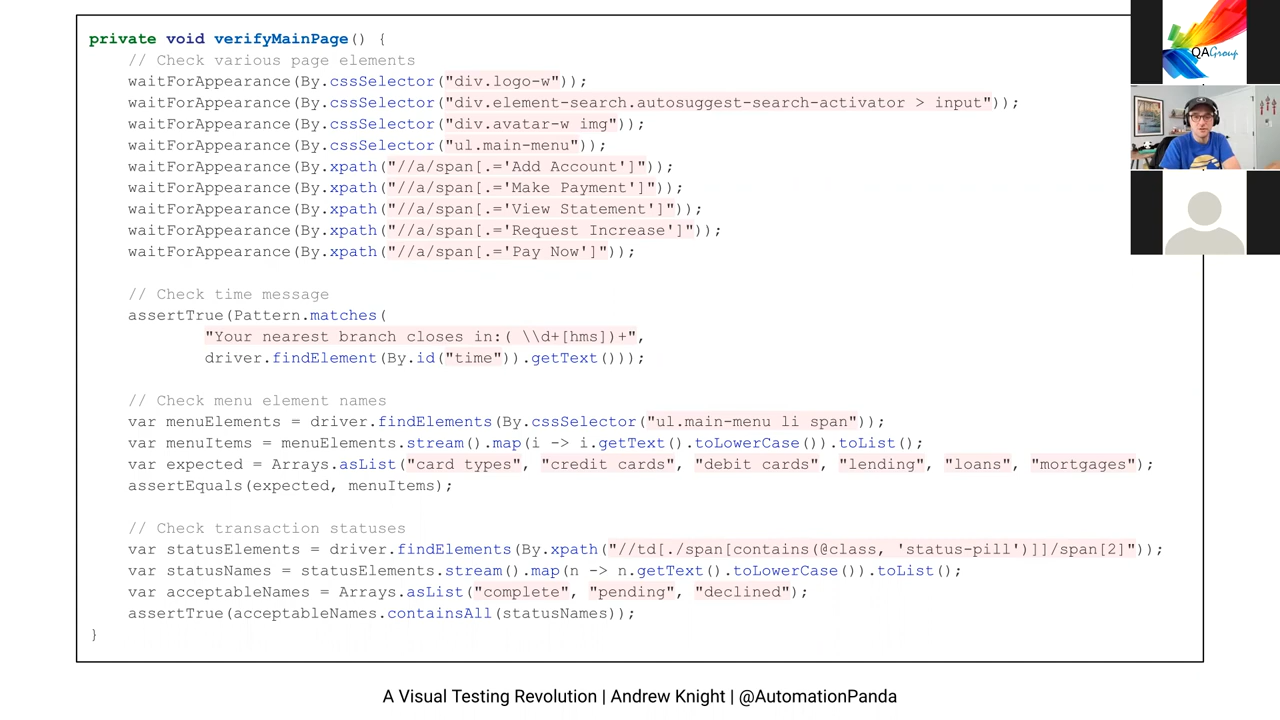 private void verifyMainPage() {
// Check various page elements
waitForAppearance(By.cssSelector("div.logo-w"));
waitForAppearance(By.cssSelector("div.element-search.autosuggest-search-activator > input"));
waitForAppearance(By.cssSelector("div.avatar-w img"));
waitForAppearance(By.cssSelector("ul.main-menu"));
waitForAppearance(By.xpath("//a/span[.='Add Account']"));
waitForAppearance(By.xpath("//a/span[.='Make Payment']"));
waitForAppearance(By.xpath("//a/span[.='View Statement']"));
waitForAppearance(By.xpath("//a/span[.='Request Increase']"));
waitForAppearance(By.xpath("//a/span[.='Pay Now']"));
// Check time message
assertTrue(Pattern.matches(
"Your nearest branch closes in:( \\d+[hms])+",
driver.findElement(By.id("time")).getText()));
// Check menu element names
var menuElements = driver.findElements(By.cssSelector("ul.main-menu li span"));
var menuItems = menuElements.stream().map(i -> i.getText().toLowerCase()).toList();
var expected = Arrays.asList("card types", "credit cards", "debit cards", "lending", "loans", "mortgages");
assertEquals(expected, menuItems);
// Check transaction statuses
var statusElements = driver.findElements(By.xpath("//td[./span[contains(@class, 'status-pill')]]/span[2]"));
var statusNames = statusElements.stream().map(n -> n.getText().toLowerCase()).toList();
var acceptableNames = Arrays.asList("complete", "pending", "declined");
assertTrue(acceptableNames.containsAll(statusNames));
}
QAGroup
A Visual Testing Revolution | Andrew Knight | @AutomationPanda